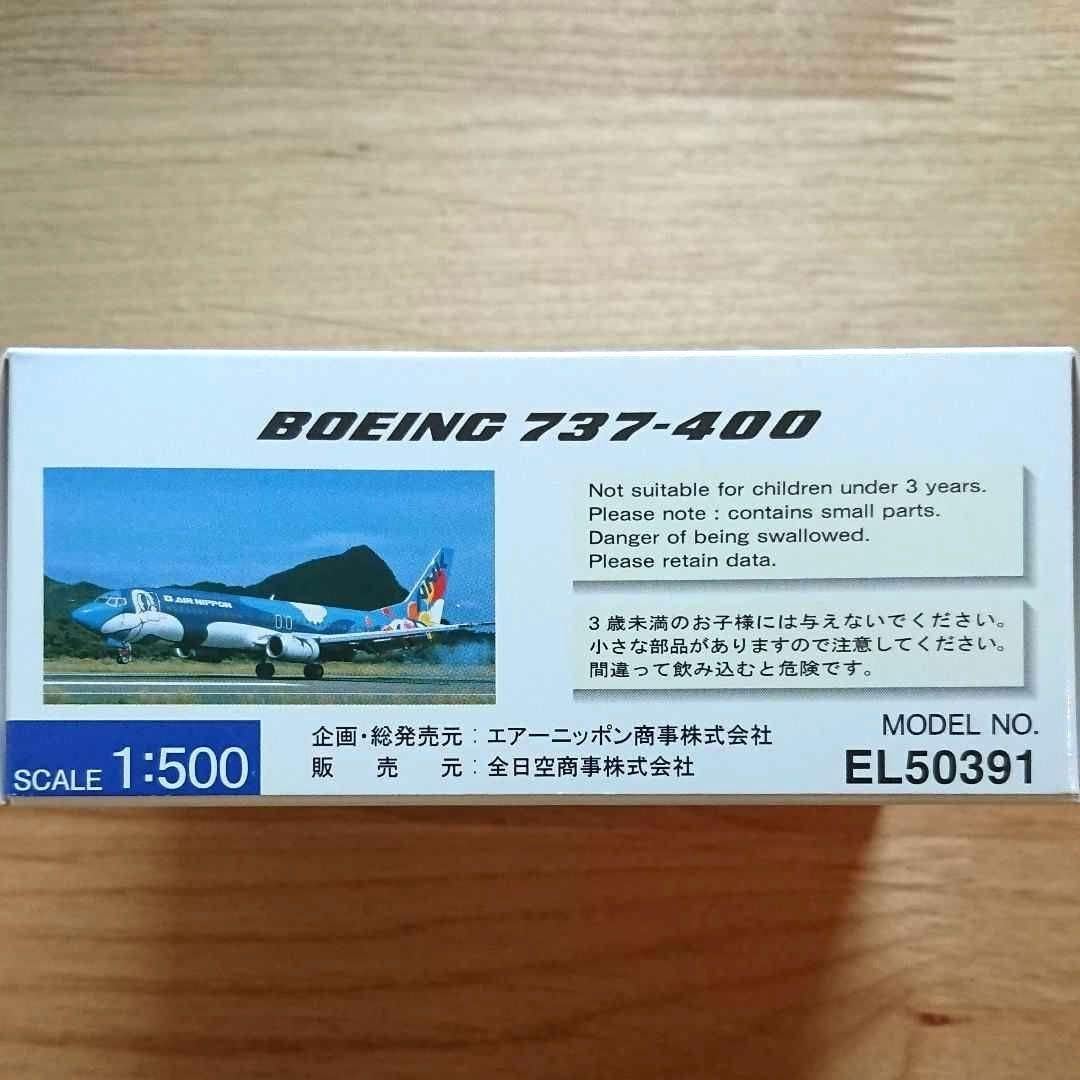 BOEING 737-400
AIR NIPPON
Not suitable for children under 3 years.
Please note : contains small parts.
Danger of being swallowed.
Please retain data.
3歳未満のお子様には与えないでください。
小さな部品がありますので注意してください。
間違って飲み込むと危険です。
SCALE 1:500
企画・総発売元：エアーニッポン商事株式会社
販売元：全日空商事株式会社
MODEL NO.
EL50391